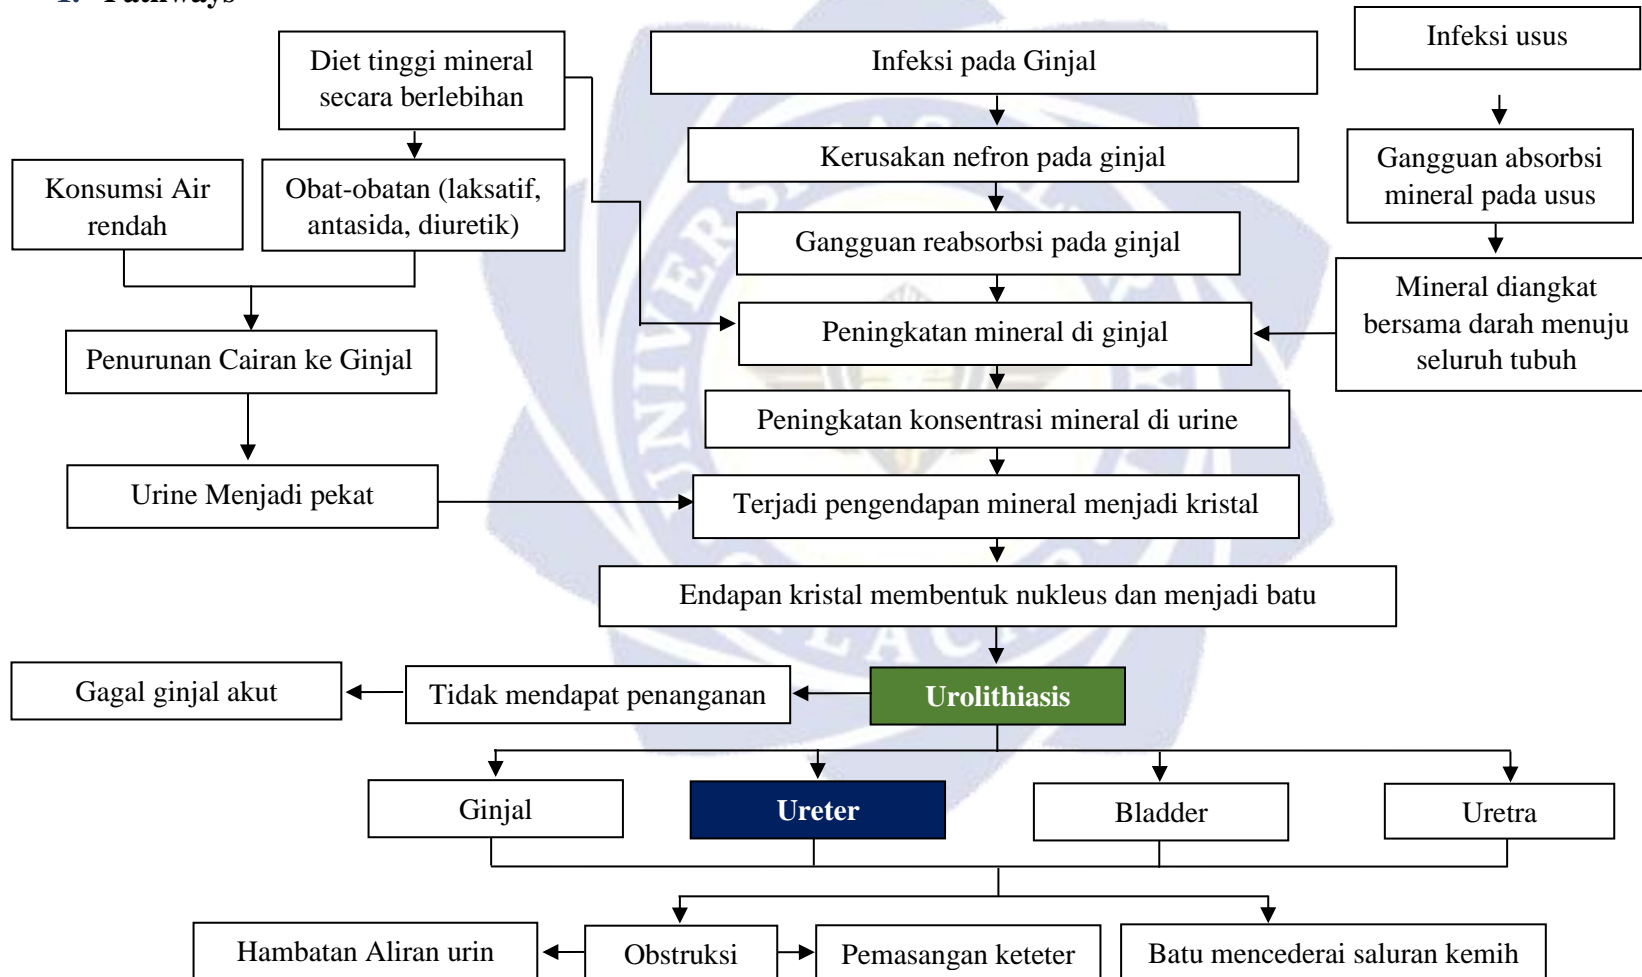 1. Pathways
Diet tinggi mineral
secara berlebihan
Infeksi pada Ginjal
Infeksi usus
Konsumsi Air
rendah
Obat-obatan (laksatif,
antasida, diuretik)
Kerusakan nefron pada ginjal
Gangguan absorbsi
mineral pada usus
Gangguan reabsorbsi pada ginjal
Penurunan Cairan ke Ginjal
Peningkatan mineral di ginjal
Mineral diangkat
bersama darah menuju
seluruh tubuh
Peningkatan konsentrasi mineral di urine
Urine Menjadi pekat
Terjadi pengendapan mineral menjadi kristal
Endapan kristal membentuk nukleus dan menjadi batu
Gagal ginjal akut
Tidak mendapat penanganan
Urolithiasis
Ginjal
Ureter
Bladder
Uretra
Hambatan Aliran urin
Obstruksi
Pemasangan keteter
Batu mencederai saluran kemih